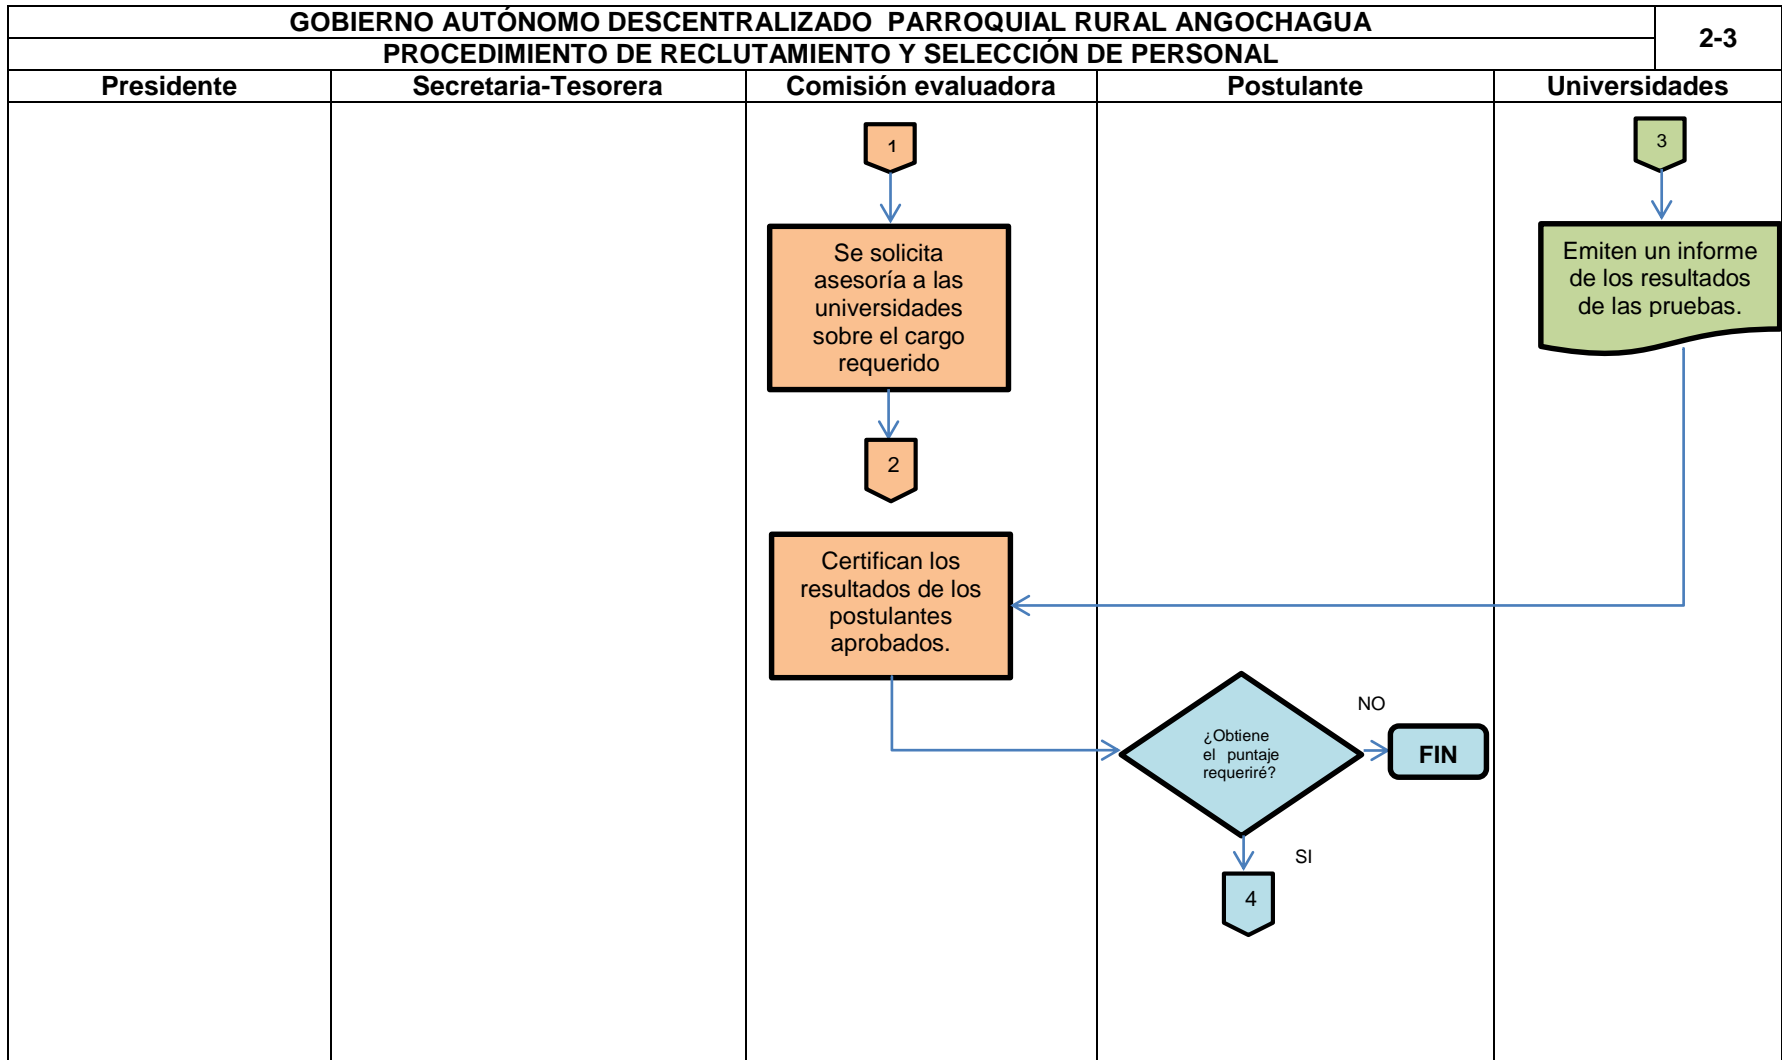 GOBIERNO AUTÓNOMO DESCENTRALIZADO PARROQUIAL RURAL ANGOCHAGUA
2-3
PROCEDIMIENTO DE RECLUTAMIENTO Y SELECCIÓN DE PERSONAL
Presidente
Secretaria-Tesorera
Comisión evaluadora
Postulante
Universidades
1
3
Se solicita
asesoría a las
universidades
sobre el cargo
requerido
Emiten un informe
de los resultados
de las pruebas.
2
Certifican los
resultados de los
postulantes
aprobados.
¿Obtiene
el puntaje
requeriré?
NO
FIN
SI
4